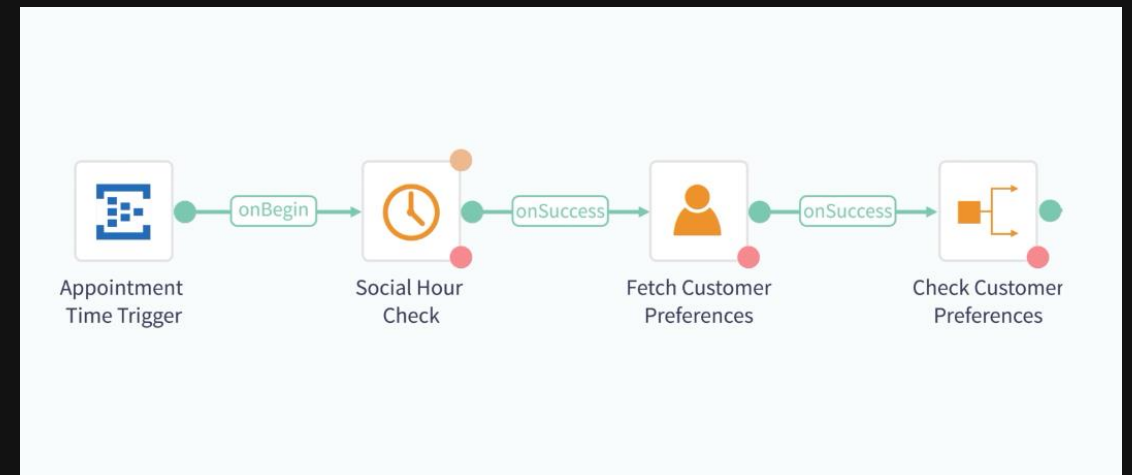 onBegin
onSuccess
onSuccess
Appointment
Time Trigger
Social Hour
Check
Fetch Customer
Preferences
Check Customer
Preferences